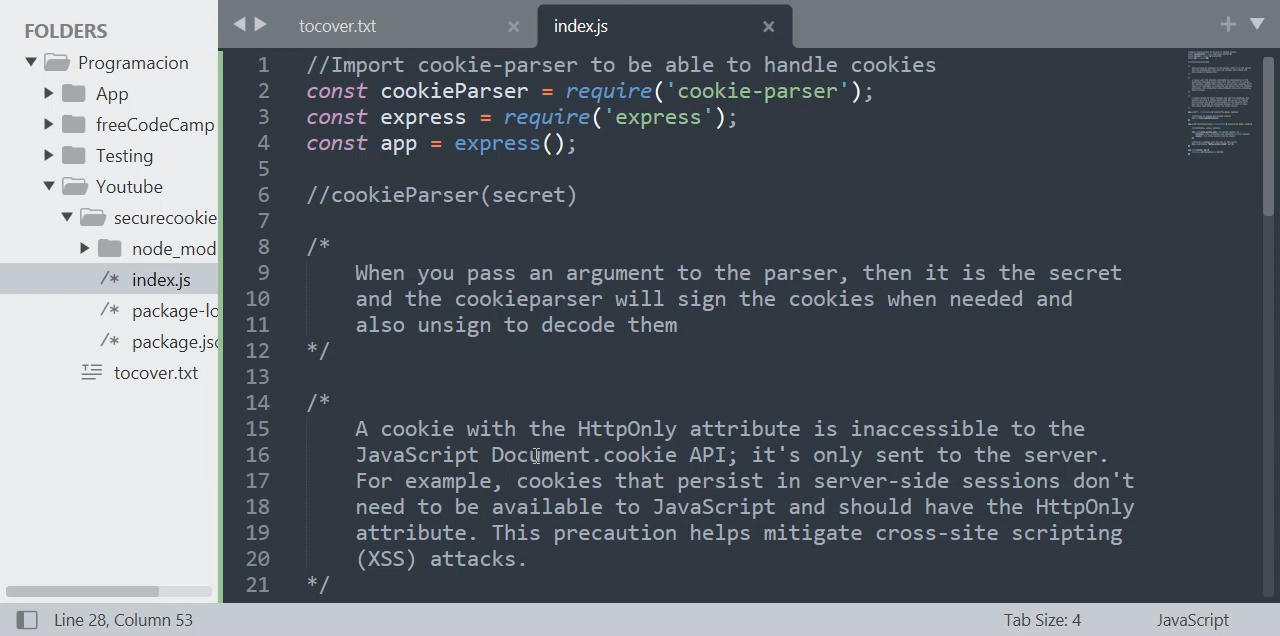 FOLDERS
Programacion
App
freeCodeCamp
Testing
Youtube
securecookie
node_mod
/* index.js
/* package-lo
/* package.jsc
tocover.txt
tocover.txt ×
index.js ×
1 //Import cookie-parser to be able to handle cookies
2 const cookieParser = require('cookie-parser');
3 const express = require('express');
4 const app = express();
5
6 //cookieParser(secret)
7
8 /*
9 When you pass an argument to the parser, then it is the secret
10 and the cookieparser will sign the cookies when needed and
11 also unsign to decode them
12 */
13
14 /*
15 A cookie with the HttpOnly attribute is inaccessible to the
16 JavaScript Document.cookie API; it's only sent to the server.
17 For example, cookies that persist in server-side sessions don't
18 need to be available to JavaScript and should have the HttpOnly
19 attribute. This precaution helps mitigate cross-site scripting
20 (XSS) attacks.
21 */
Line 28, Column 53
Tab Size: 4
JavaScript